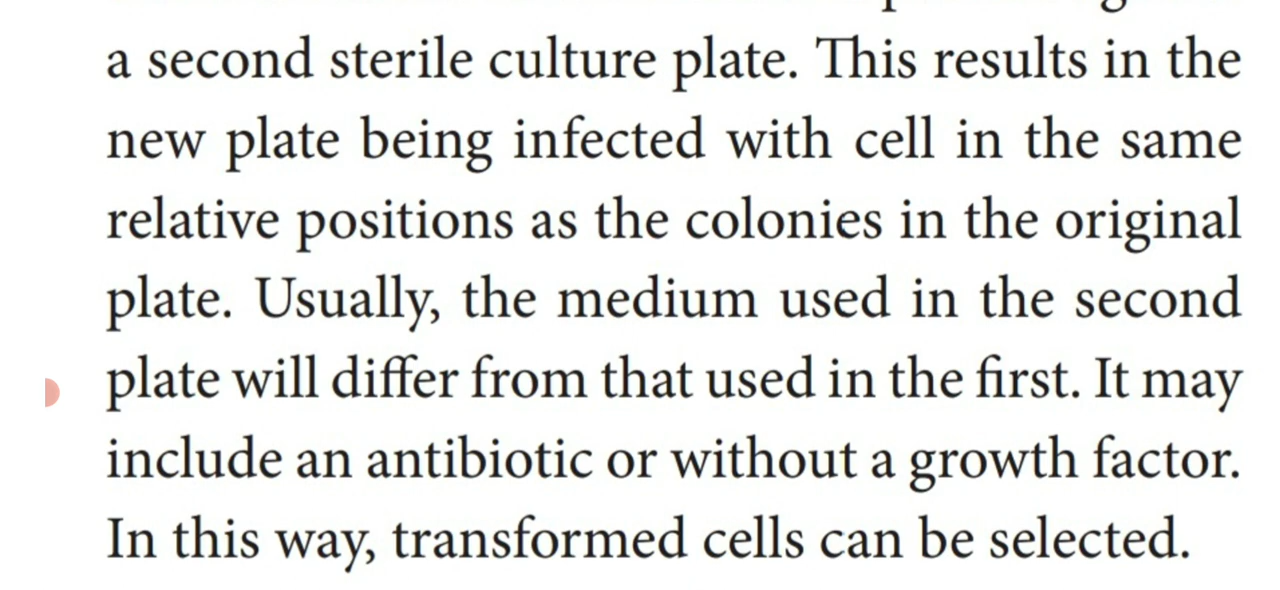 a second sterile culture plate. This results in the
new plate being infected with cell in the same
relative positions as the colonies in the original
plate. Usually, the medium used in the second
plate will differ from that used in the first. It may
include an antibiotic or without a growth factor.
In this way, transformed cells can be selected.